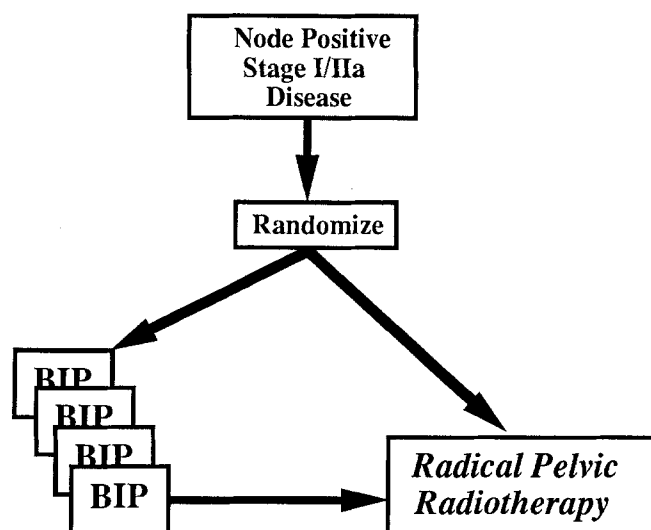 Node Positive
Stage I/IIa
Disease
Randomize
BIP
BIP
BIP
BIP
Radical Pelvic
Radiotherapy